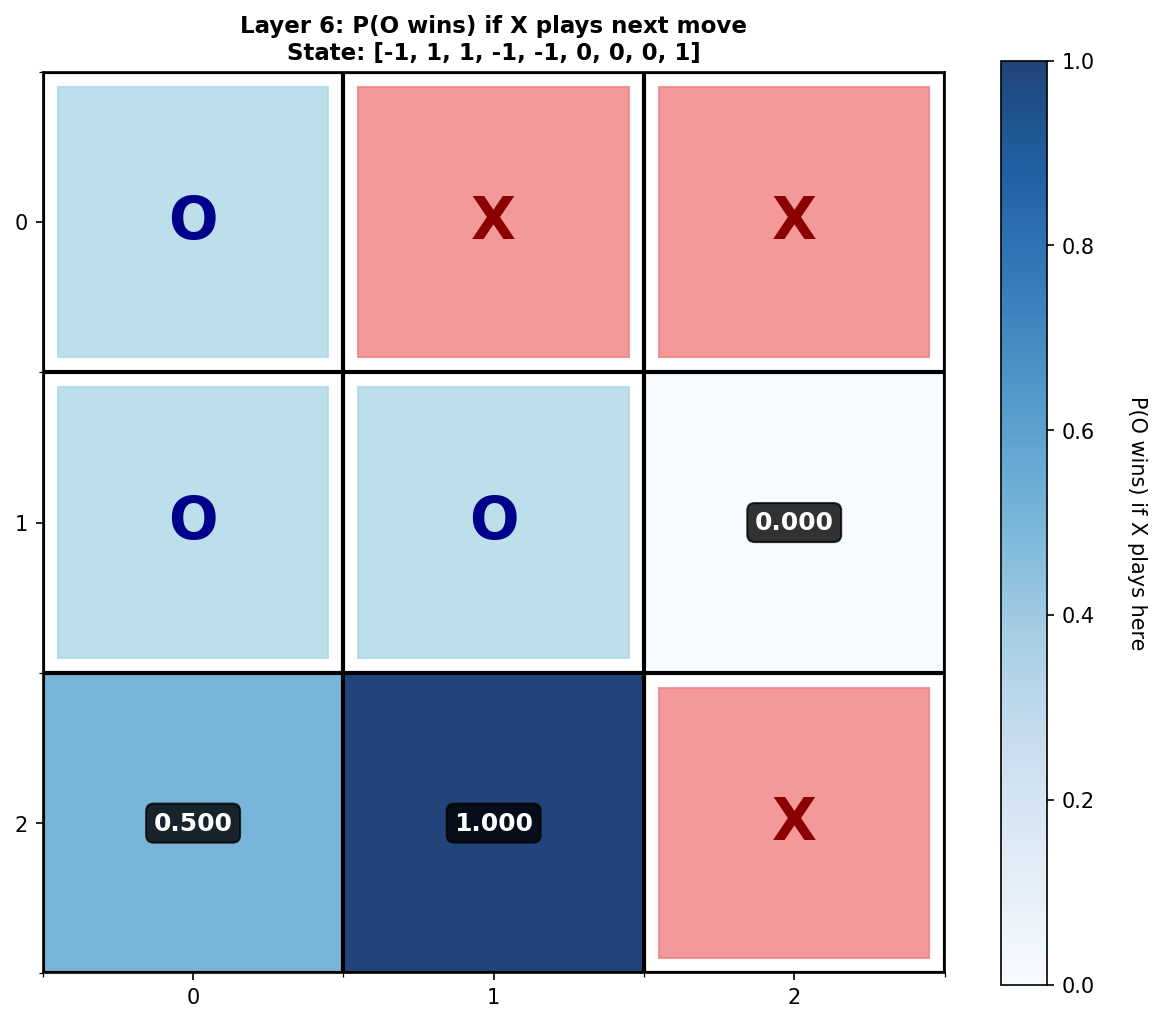 Layer 6: P(O wins) if X plays next move
State: [-1, 1, 1, -1, -1, 0, 0, 0, 1]
0
O
X
X
1
O
O
0.000
2
0.500
1.000
X
0
1
2
1.0
0.8
0.6
0.4
0.2
0.0
P(O wins) if X plays here